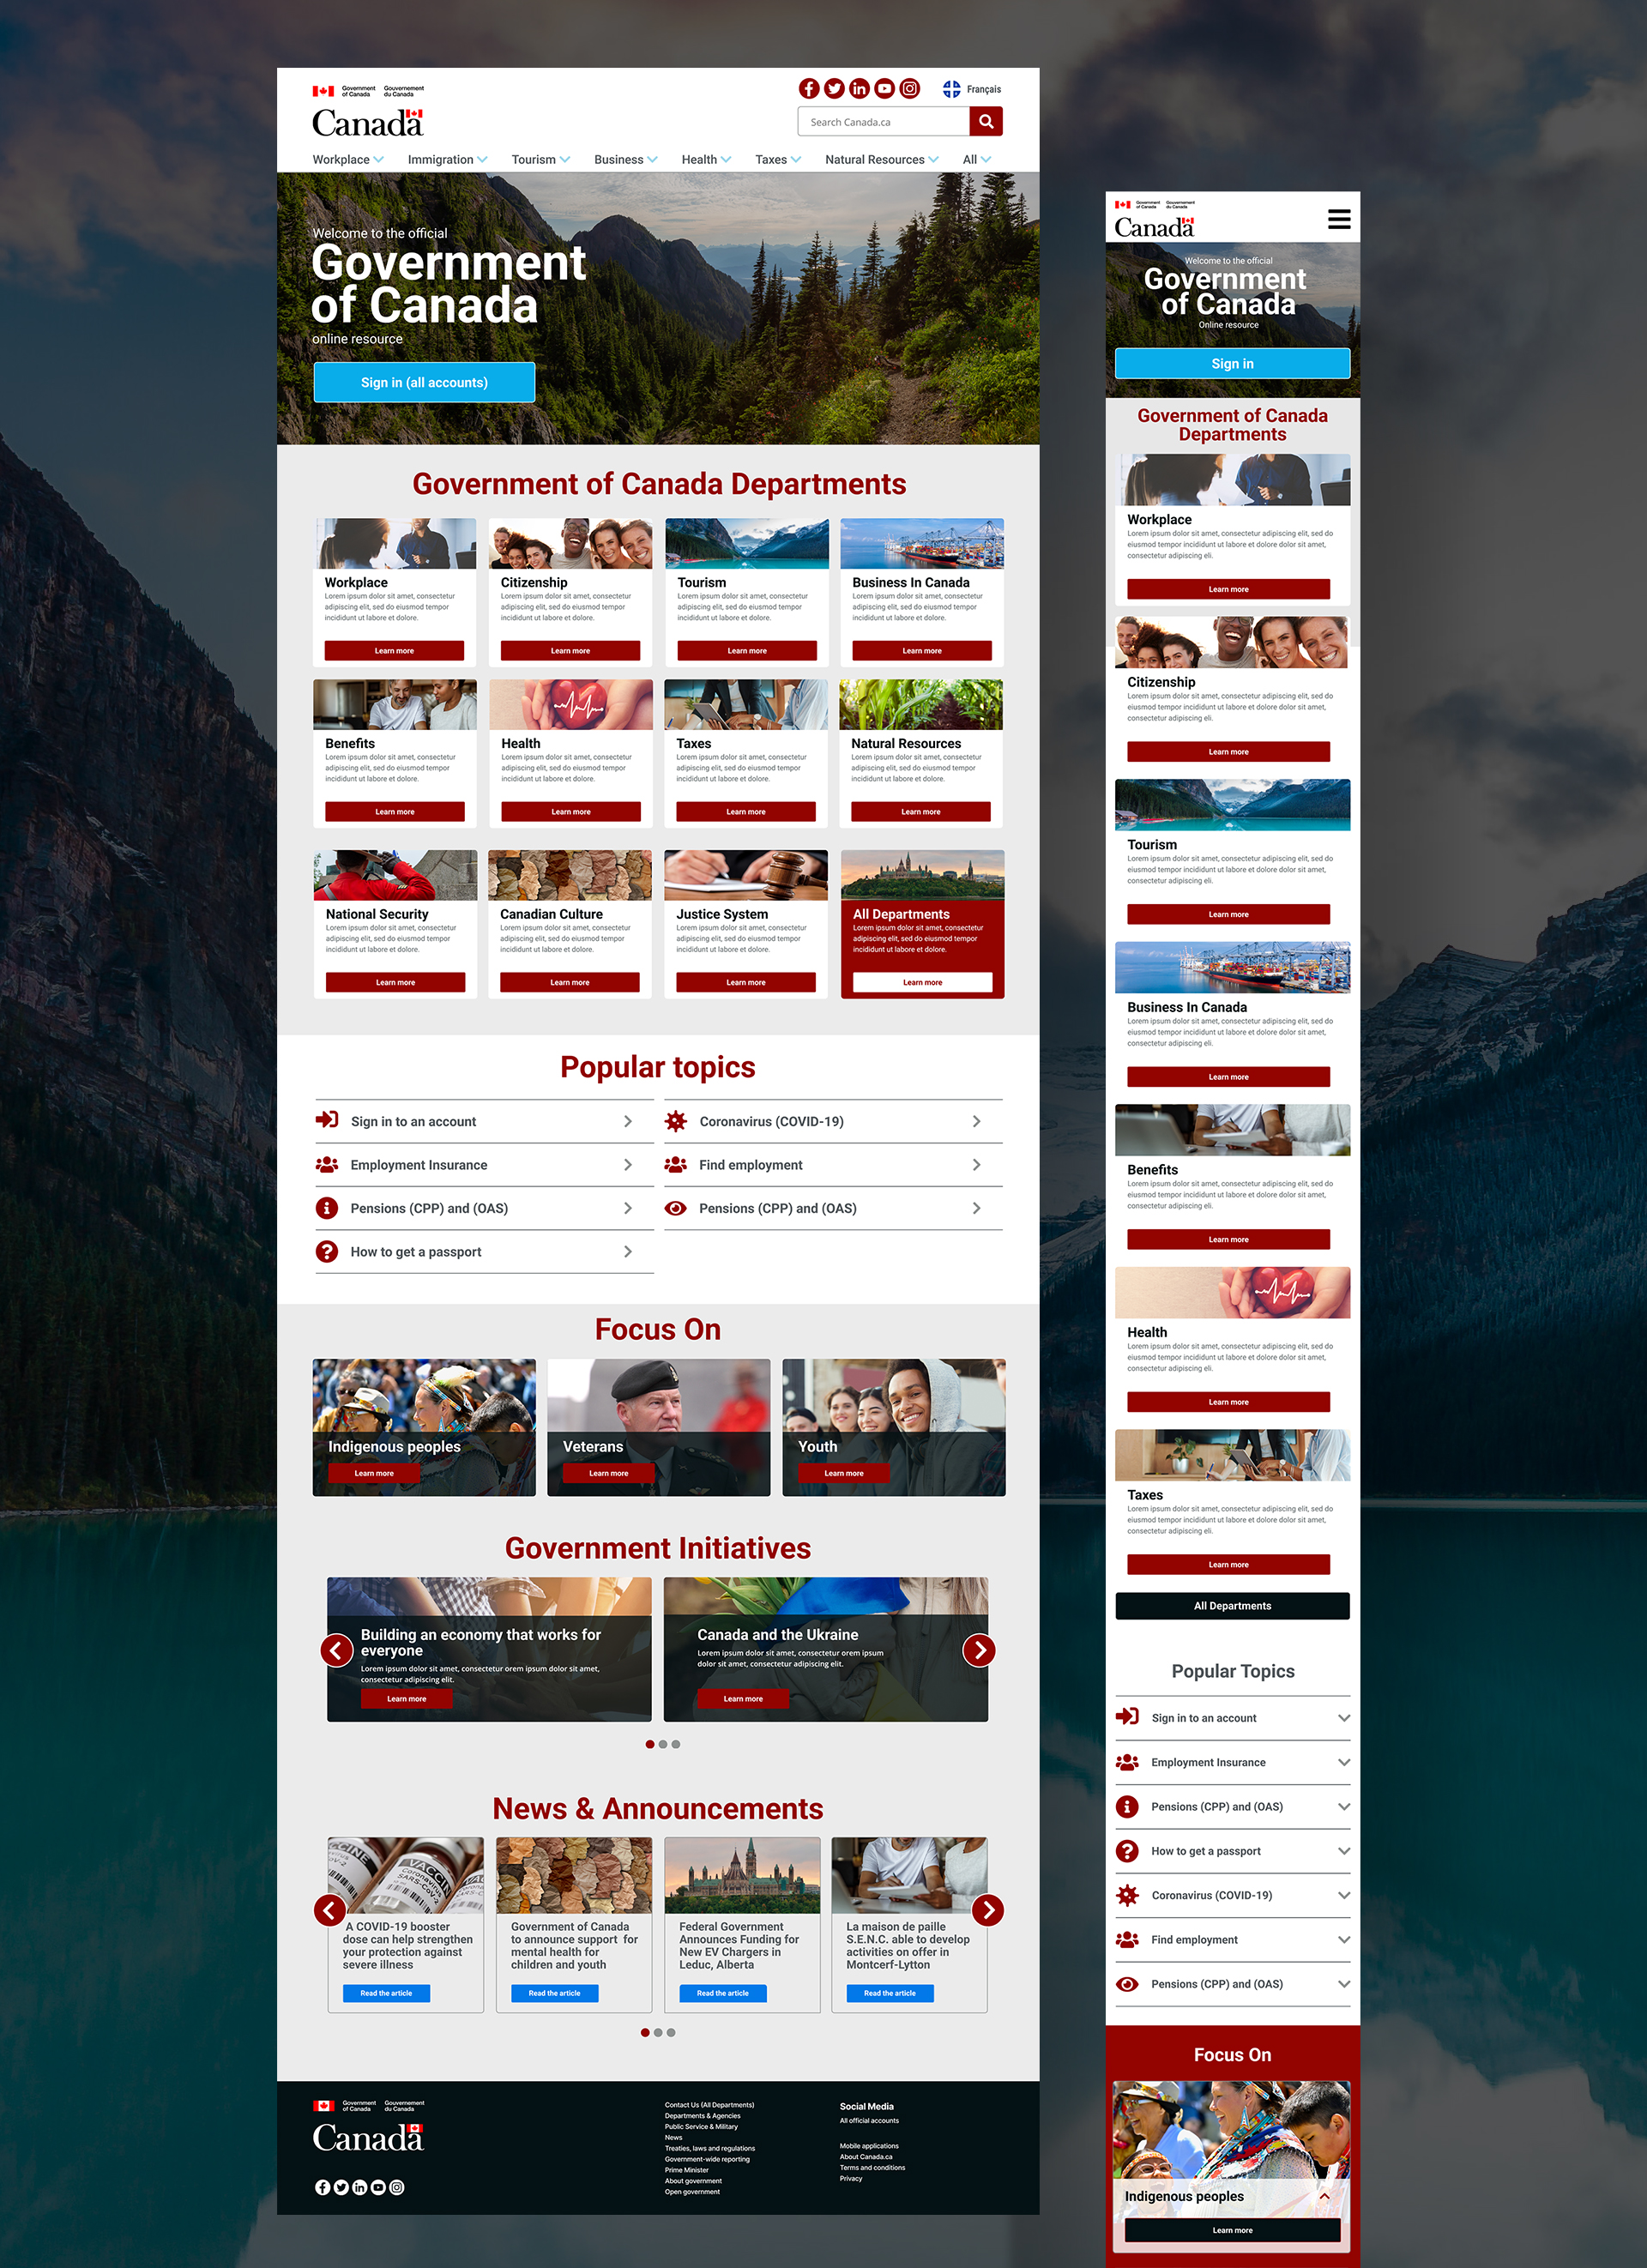 Government of Canada
Gouvernement du Canada
Canada
Français
Search Canada.ca
Workplace
Immigration
Tourism
Business
Health
Taxes
Natural Resources
All
Welcome to the official
Government
of Canada
online resource
Sign in (all accounts)
Government of Canada Departments
Workplace
Lorem ipsum dolor sit amet, consectetur
adipiscing elit, sed do eiusmod tempor
incididunt ut labore et dolore.
Learn more
Citizenship
Lorem ipsum dolor sit amet, consectetur
adipiscing elit, sed do eiusmod tempor
incididunt ut labore et dolore.
Learn more
Tourism
Lorem ipsum dolor sit amet, consectetur
adipiscing elit, sed do eiusmod tempor
incididunt ut labore et dolore.
Learn more
Business In Canada
Lorem ipsum dolor sit amet, consectetur
adipiscing elit, sed do eiusmod tempor
incididunt ut labore et dolore.
Learn more
Benefits
Lorem ipsum dolor sit amet, consectetur
adipiscing elit, sed do eiusmod tempor
incididunt ut labore et dolore.
Learn more
Health
Lorem ipsum dolor sit amet, consectetur
adipiscing elit, sed do eiusmod tempor
incididunt ut labore et dolore.
Learn more
Taxes
Lorem ipsum dolor sit amet, consectetur
adipiscing elit, sed do eiusmod tempor
incididunt ut labore et dolore.
Learn more
Natural Resources
Lorem ipsum dolor sit amet, consectetur
adipiscing elit, sed do eiusmod tempor
incididunt ut labore et dolore.
Learn more
National Security
Lorem ipsum dolor sit amet, consectetur
adipiscing elit, sed do eiusmod tempor
incididunt ut labore et dolore.
Learn more
Canadian Culture
Lorem ipsum dolor sit amet, consectetur
adipiscing elit, sed do eiusmod tempor
incididunt ut labore et dolore.
Learn more
Justice System
Lorem ipsum dolor sit amet, consectetur
adipiscing elit, sed do eiusmod tempor
incididunt ut labore et dolore.
Learn more
All Departments
Lorem ipsum dolor sit amet, consectetur
adipiscing elit, sed do eiusmod tempor
incididunt ut labore et dolore.
Learn more
Popular topics
Sign in to an account
Coronavirus (COVID-19)
Employment Insurance
Find employment
Pensions (CPP) and (OAS)
Pensions (CPP) and (OAS)
How to get a passport
Focus On
Indigenous peoples
Learn more
Veterans
Learn more
Youth
Learn more
Government Initiatives
Building an economy that works for
everyone
Lorem ipsum dolor sit amet, consectetur orem ipsum dolor sit amet,
consectetur adipiscing elit.
Learn more
Canada and the Ukraine
Lorem ipsum dolor sit amet, consectetur orem ipsum
dolor sit amet, consectetur adipiscing elit.
Learn more
News & Announcements
VACCINE
Coronavirus
SARS-CoV-2
A COVID-19 booster
dose can help strengthen
your protection against
severe illness
Read the article
Government of Canada
to announce support for
mental health for
children and youth
Read the article
Federal Government
Announces Funding for
New EV Chargers in
Leduc, Alberta
Read the article
La maison de paille
S.E.N.C. able to develop
activities on offer in
Montcerf-Lytton
Read the article
Government of Canada
Gouvernement du Canada
Canada
Contact Us (All Departments)
Departments & Agencies
Public Service & Military
News
Treaties, laws and regulations
Government-wide reporting
Prime Minister
About government
Open government
Social Media
All official accounts
Mobile applications
About Canada.ca
Terms and conditions
Privacy
Government of Canada
Gouvernement du Canada
Canada
Welcome to the official
Government
of Canada
Online resource
Sign in
Government of Canada
Departments
Workplace
Lorem ipsum dolor sit amet, consectetur adipiscing elit, sed do
eiusmod tempor incididunt ut labore et dolore dolor sit amet,
consectetur adipiscing eli.
Learn more
Citizenship
Lorem ipsum dolor sit amet, consectetur adipiscing elit, sed do
eiusmod tempor incididunt ut labore et dolore dolor sit amet,
consectetur adipiscing eli.
Learn more
Tourism
Lorem ipsum dolor sit amet, consectetur adipiscing elit, sed do
eiusmod tempor incididunt ut labore et dolore dolor sit amet,
consectetur adipiscing eli.
Learn more
Business In Canada
Lorem ipsum dolor sit amet, consectetur adipiscing elit, sed do
eiusmod tempor incididunt ut labore et dolore dolor sit amet,
consectetur adipiscing eli.
Learn more
Benefits
Lorem ipsum dolor sit amet, consectetur adipiscing elit, sed do
eiusmod tempor incididunt ut labore et dolore dolor sit amet,
consectetur adipiscing eli.
Learn more
Health
Lorem ipsum dolor sit amet, consectetur adipiscing elit, sed do
eiusmod tempor incididunt ut labore et dolore dolor sit amet,
consectetur adipiscing eli.
Learn more
Taxes
Lorem ipsum dolor sit amet, consectetur adipiscing elit, sed do
eiusmod tempor incididunt ut labore et dolore dolor sit amet,
consectetur adipiscing eli.
Learn more
All Departments
Popular Topics
Sign in to an account
Employment Insurance
Pensions (CPP) and (OAS)
How to get a passport
Coronavirus (COVID-19)
Find employment
Pensions (CPP) and (OAS)
Focus On
Indigenous peoples
Learn more